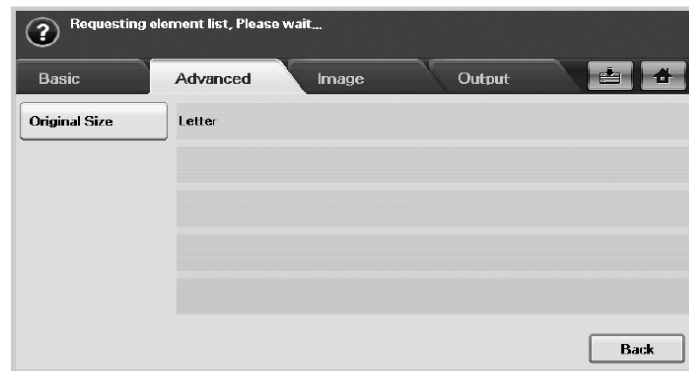 Requesting element list, Please wait...
Basic Advanced Image Output
Original Size Letter
Back